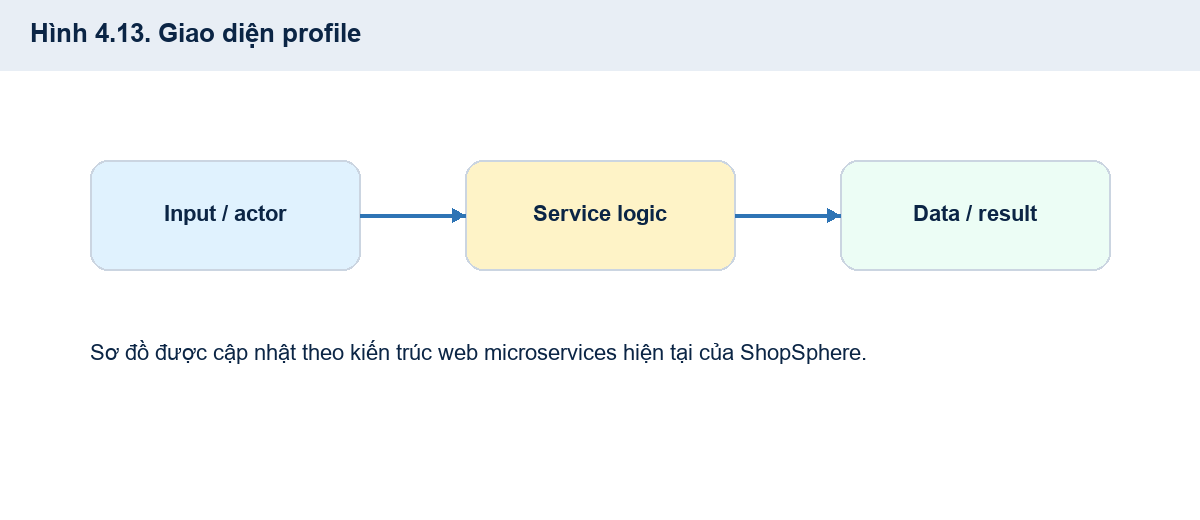 Hình 4.13. Giao diện profile
Input / actor
Service logic
Data / result
Sơ đồ được cập nhật theo kiến trúc web microservices hiện tại của ShopSphere.